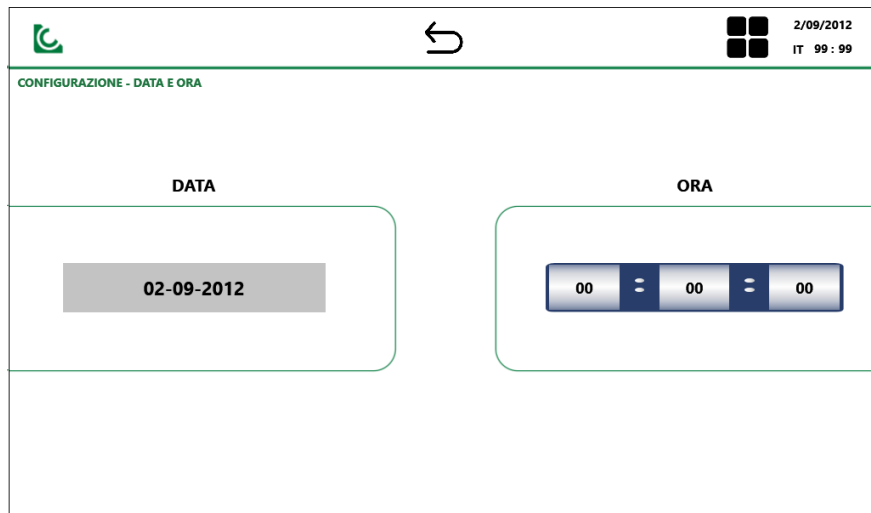 2/09/2012
IT 99 : 99
CONFIGURAZIONE - DATA E ORA
DATA
ORA
02-09-2012
00 : 00 : 00